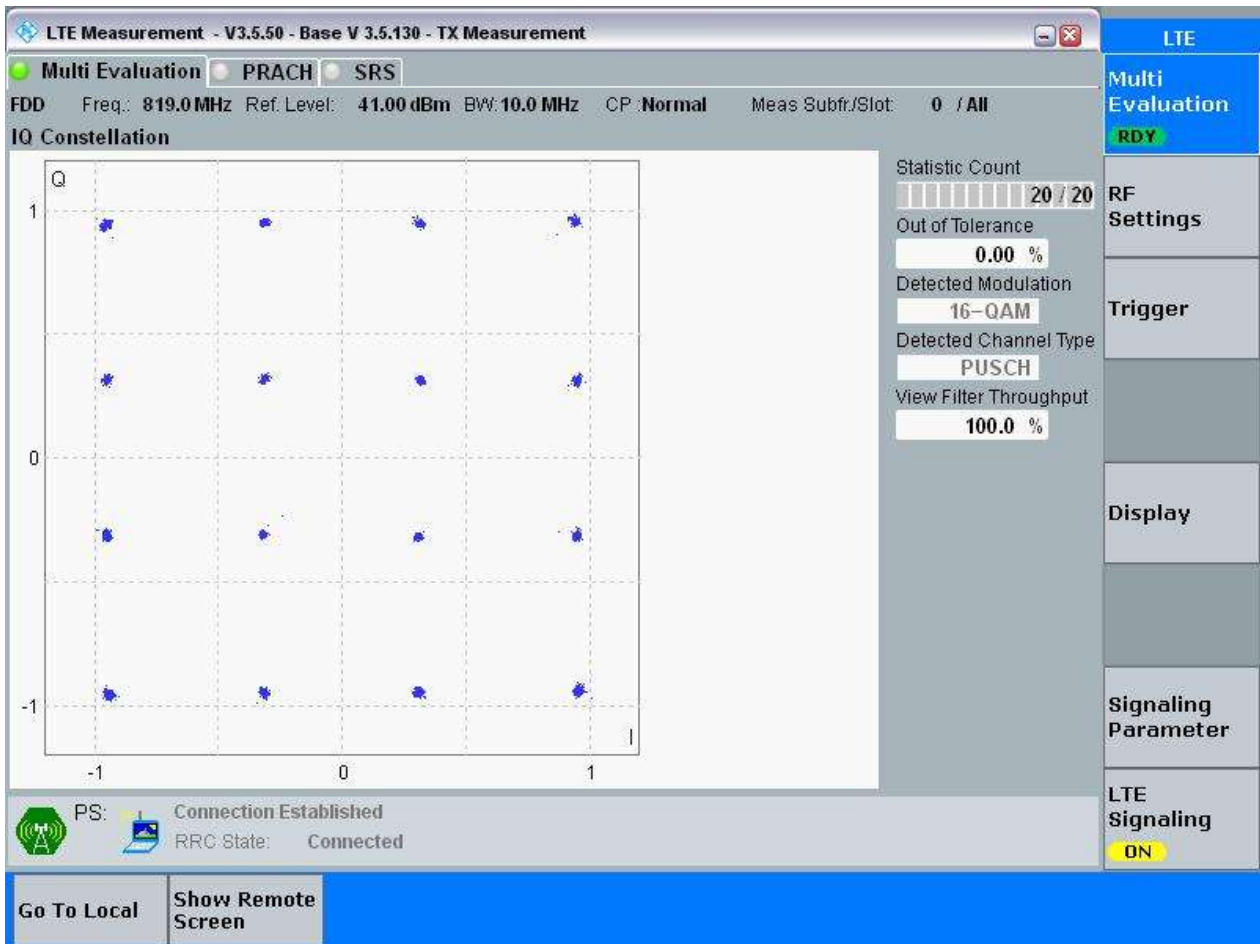 LTE Measurement - V3.5.50 - Base V 3.5.130 - TX Measurement
LTE
Multi Evaluation PRACH SRS
FDD Freq.: 819.0 MHz Ref. Level: 41.00 dBm BW: 10.0 MHz CP :Normal Meas Subfr./Slot: 0 / All
IQ Constellation
Q
1
0
-1
I
-1 0 1
Statistic Count
20 / 20
Out of Tolerance
0.00 %
Detected Modulation
16-QAM
Detected Channel Type
PUSCH
View Filter Throughput
100.0 %
Multi
Evaluation
RDY
RF
Settings
Trigger
Display
Signaling
Parameter
LTE
Signaling
ON
PS: Connection Established
RRC State: Connected
Go To Local
Show Remote
Screen